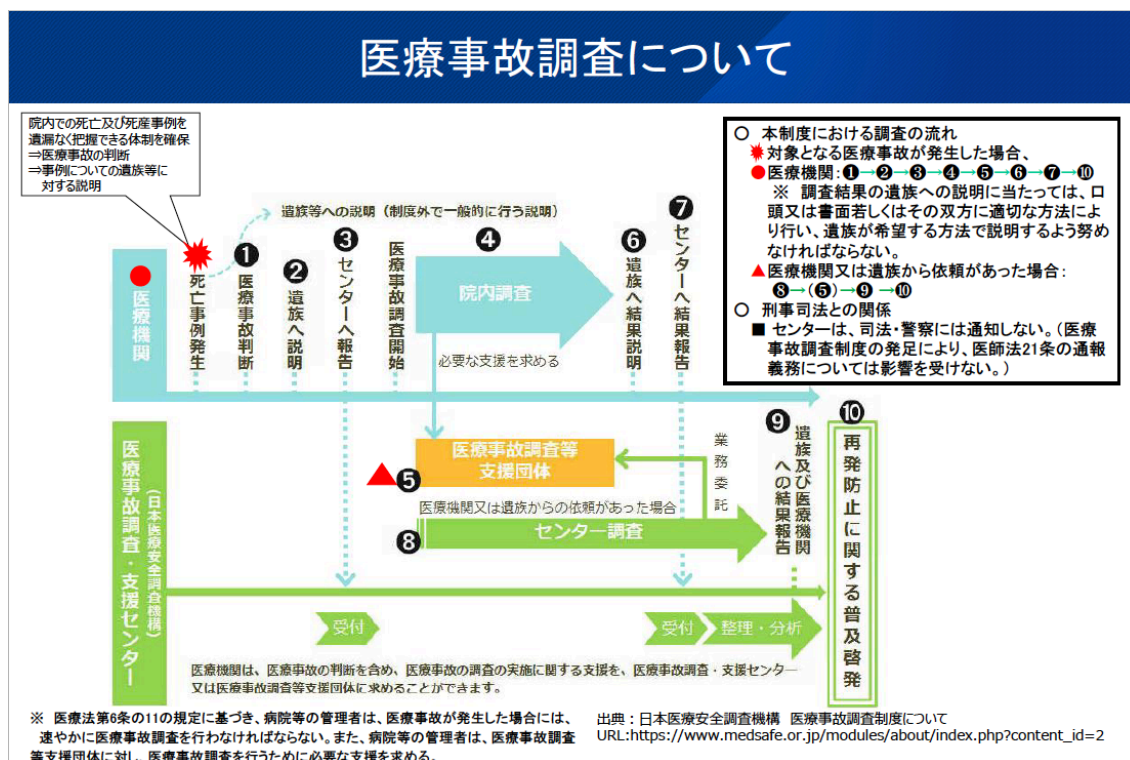 医療事故調査について
院内での死亡及び死産事例を
遺漏なく把握できる体制を確保
⇒医療事故の判断
⇒事例についての遺族等に
対する説明
○ 本制度における調査の流れ
対象となる医療事故が発生した場合、
●医療機関:❶→❷→❸→❹→❺→❻→❼→❿
※ 調査結果の遺族への説明に当たっては、口
頭又は書面若しくはその双方に適切な方法によ
り行い、遺族が希望する方法で説明するよう努め
なければならない。
▲医療機関又は遺族から依頼があった場合:
❽→(❺)→❾→❿
○ 刑事司法との関係
■ センターは、司法・警察には通知しない。(医療
事故調査制度の発足により、医師法21条の通報
義務については影響を受けない。)
遺族等への説明(制度外で一般的に行う説明)
医療機関
死亡事例発生
❶
医療事故判断
❷
遺族へ説明
❸
センターへ報告
医療事故調査開始
❹
院内調査
❻
遺族へ結果説明
❼
センターへ結果報告
必要な支援を求める
医療事故調査・支援センター
(日本医療安全調査機構)
医療事故調査等
支援団体
❺
業務委託
医療機関又は遺族からの依頼があった場合
❽
センター調査
❾
遺族及び医療機関
への結果報告
❿
再発防止に関する普及啓発
受付
受付
整理・分析
医療機関は、医療事故の判断を含め、医療事故の調査の実施に関する支援を、医療事故調査・支援センター
又は医療事故調査等支援団体に求めることができます。
※ 医療法第6条の11の規定に基づき、病院等の管理者は、医療事故が発生した場合には、
速やかに医療事故調査を行わなければならない。また、病院等の管理者は、医療事故調査
等支援団体に対し、医療事故調査を行うために必要な支援を求める。
出典:日本医療安全調査機構 医療事故調査制度について
URL:https://www.medsafe.or.jp/modules/about/index.php?content_id=2